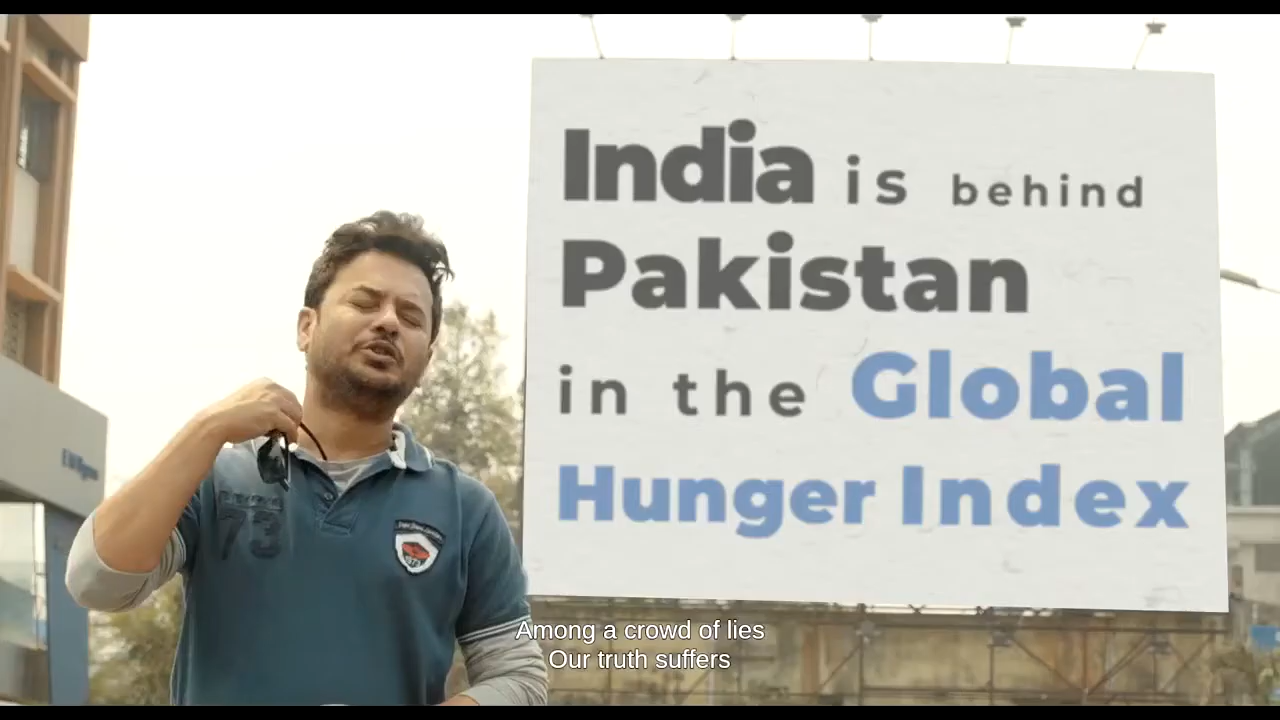 India is behind
Pakistan
in the Global
Hunger Index
73
Among a crowd of lies
Our truth suffers